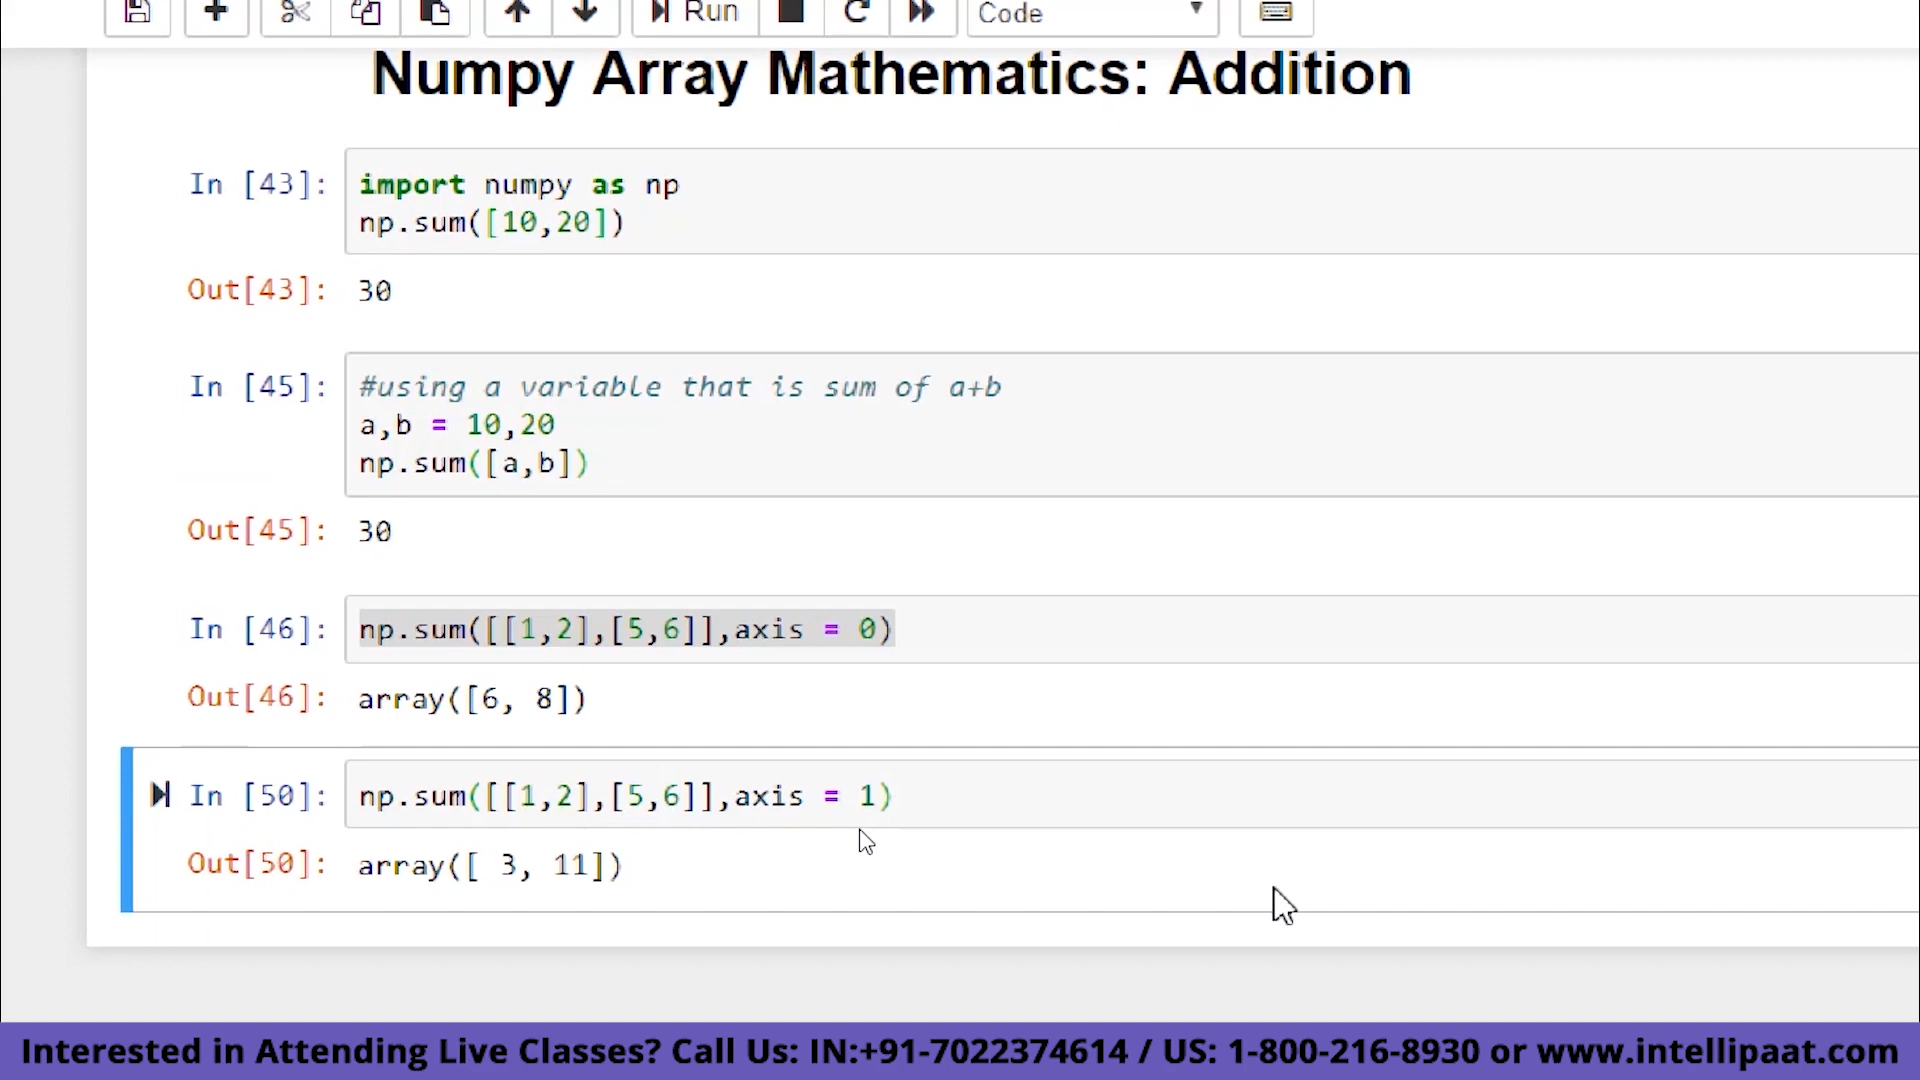 Run
Code
Numpy Array Mathematics: Addition
In [43]:
import numpy as np
np.sum([10,20])
Out[43]:
30
In [45]:
#using a variable that is sum of a+b
a,b = 10,20
np.sum([a,b])
Out[45]:
30
In [46]:
np.sum([[1,2],[5,6]],axis = 0)
Out[46]:
array([6, 8])
In [50]:
np.sum([[1,2],[5,6]],axis = 1)
Out[50]:
array([ 3, 11])
Interested in Attending Live Classes? Call Us: IN:+91-7022374614 / US: 1-800-216-8930 or www.intellipaat.com